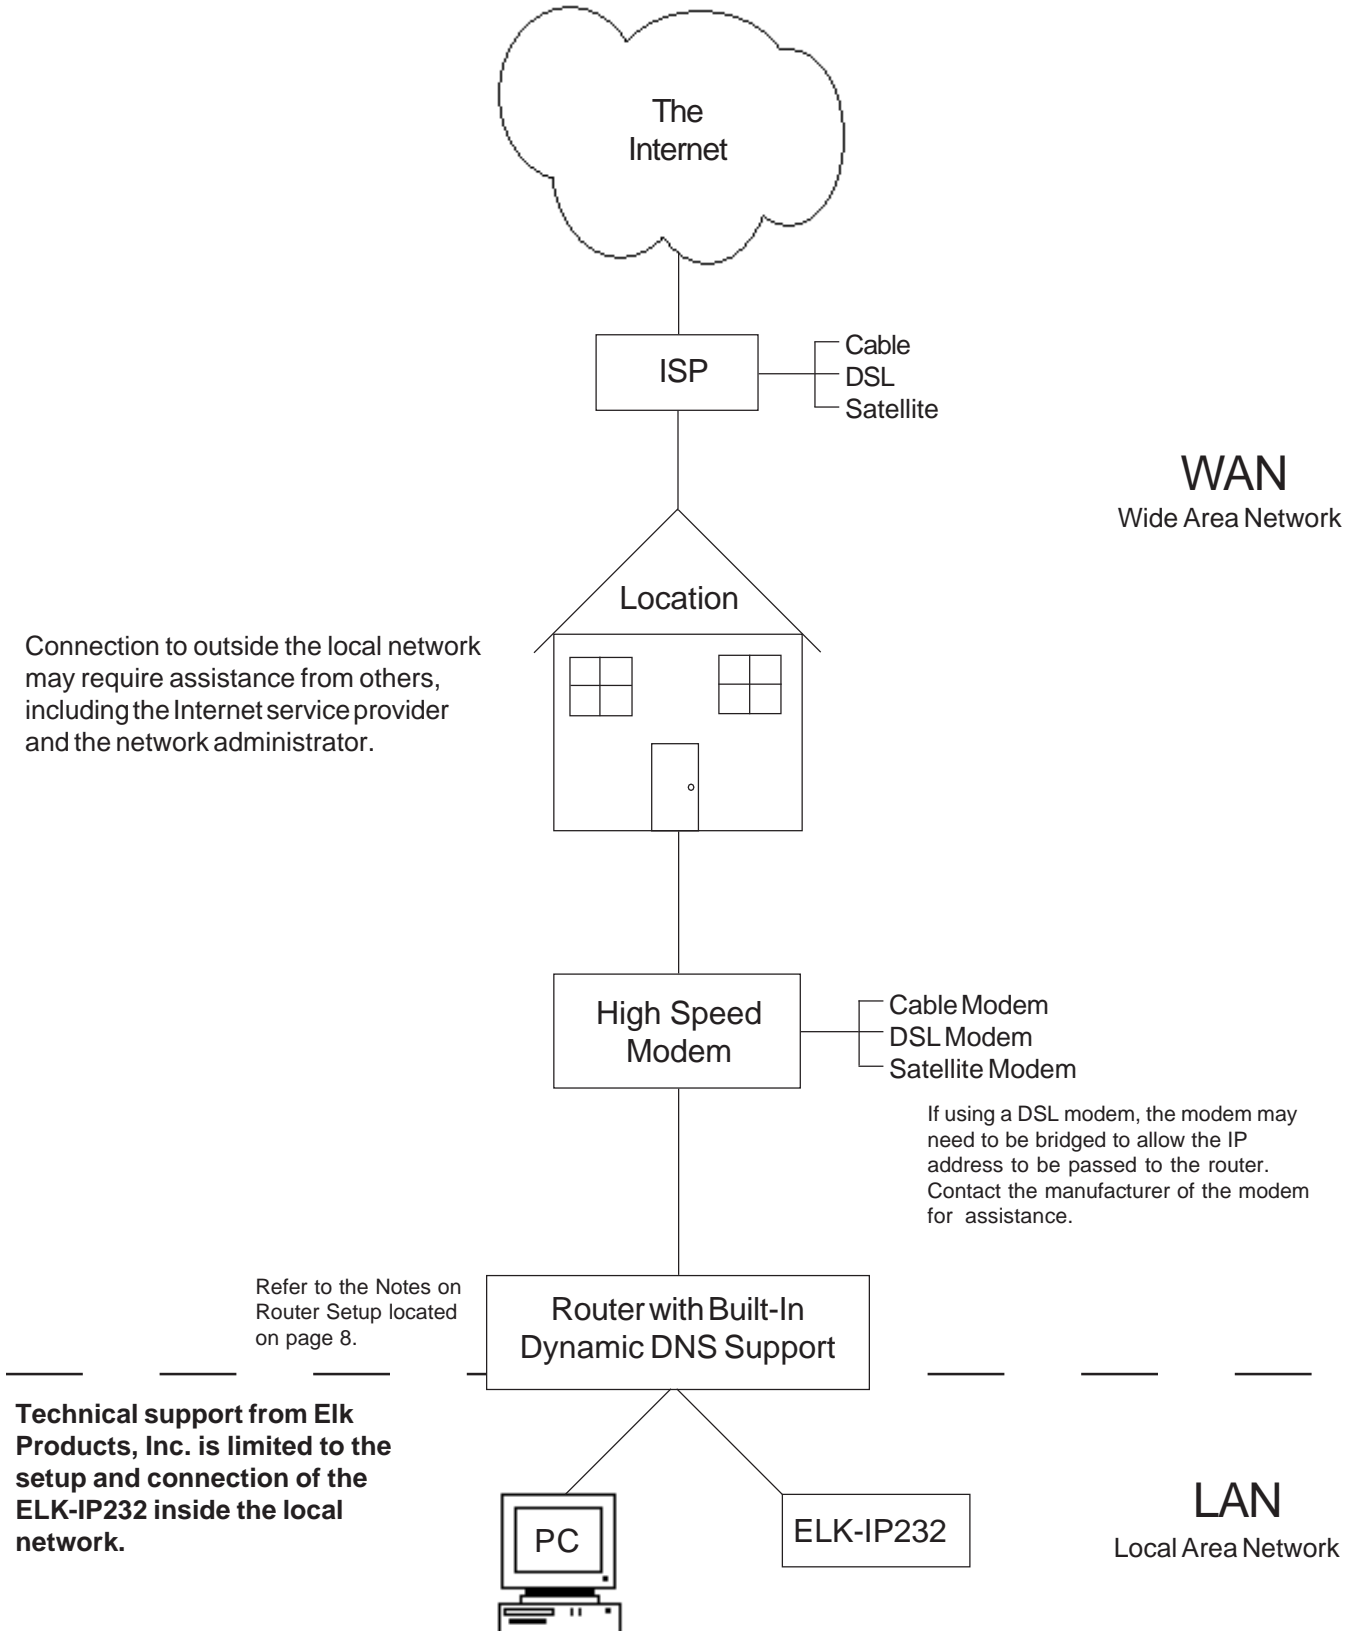 The
Internet
ISP
Cable
DSL
Satellite
WAN
Wide Area Network
Location
Connection to outside the local network
may require assistance from others,
including the Internet service provider
and the network administrator.
High Speed
Modem
Cable Modem
DSL Modem
Satellite Modem
If using a DSL modem, the modem may
need to be bridged to allow the IP
address to be passed to the router.
Contact the manufacturer of the modem
for assistance.
Refer to the Notes on
Router Setup located
on page 8.
Router with Built-In
Dynamic DNS Support
Technical support from Elk
Products, Inc. is limited to the
setup and connection of the
ELK-IP232 inside the local
network.
PC
ELK-IP232
LAN
Local Area Network